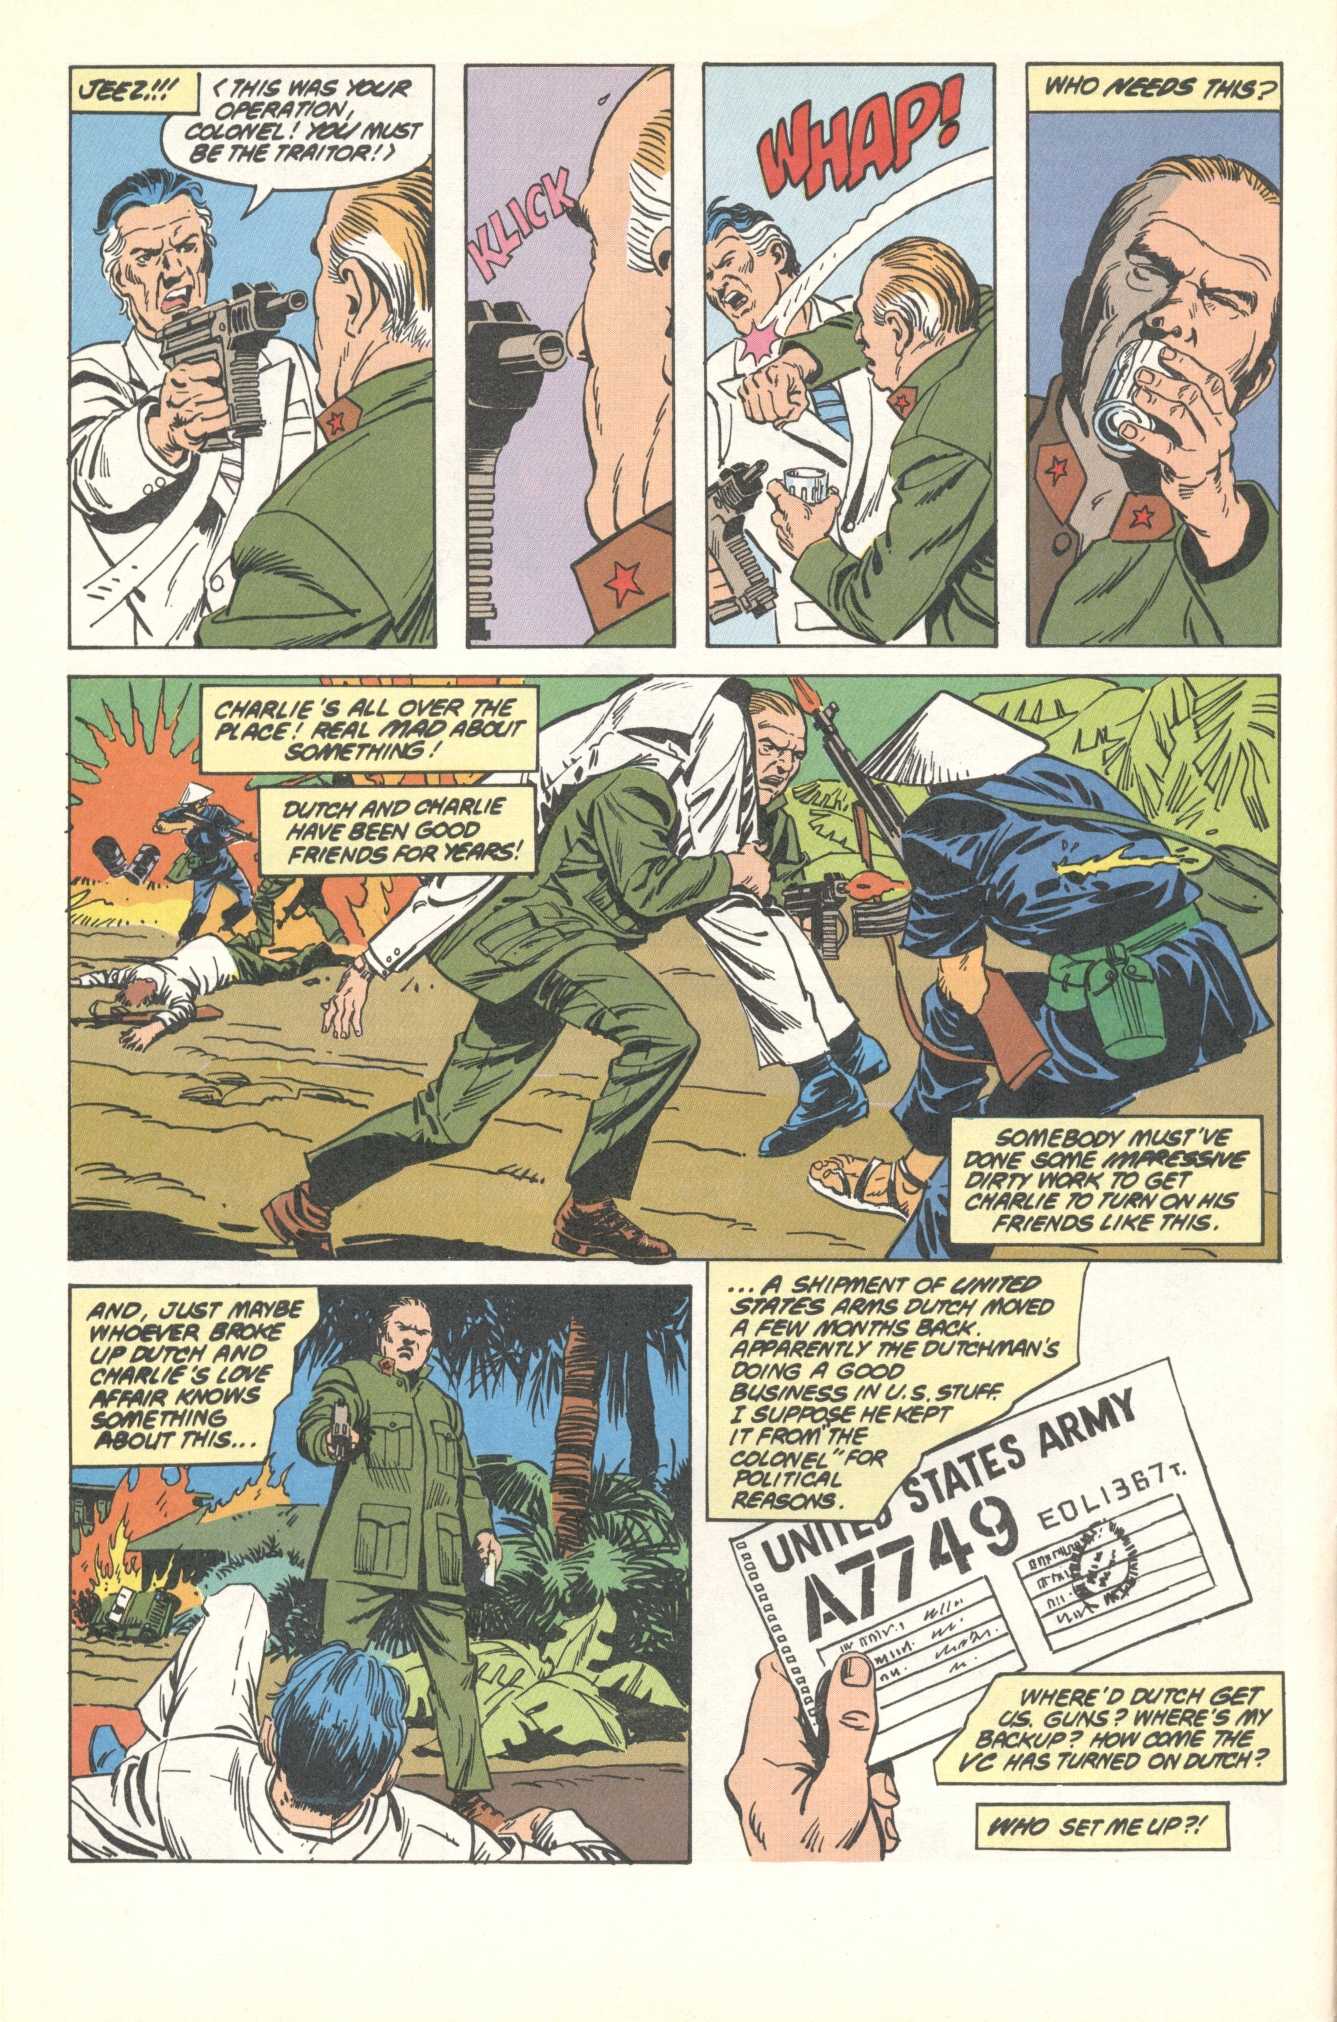 JEEZ!!!
< THIS WAS YOUR
OPERATION,
COLONEL! YOU MUST
BE THE TRAITOR! >
KLICK
WHAP!
WHO NEEDS THIS?
CHARLIE'S ALL OVER THE
PLACE! REAL MAD ABOUT
SOMETHING!
DUTCH AND CHARLIE
HAVE BEEN GOOD
FRIENDS FOR YEARS!
SOMEBODY MUST'VE
DONE SOME IMPRESSIVE
DIRTY WORK TO GET
CHARLIE TO TURN ON HIS
FRIENDS LIKE THIS.
AND, JUST MAYBE
WHOEVER BROKE
UP DUTCH AND
CHARLIE'S LOVE
AFFAIR KNOWS
SOMETHING
ABOUT THIS...
...A SHIPMENT OF UNITED
STATES ARMS DUTCH MOVED
A FEW MONTHS BACK.
APPARENTLY THE DUTCHMAN'S
DOING A GOOD
BUSINESS IN U.S. STUFF.
I SUPPOSE HE KEPT
IT FROM "THE
COLONEL" FOR
POLITICAL
REASONS.
UNITED STATES ARMY
A7749
EOL1367T.
WHERE'D DUTCH GET
U.S. GUNS? WHERE'S MY
BACKUP? HOW COME THE
VC HAS TURNED ON DUTCH?
WHO SET ME UP?!